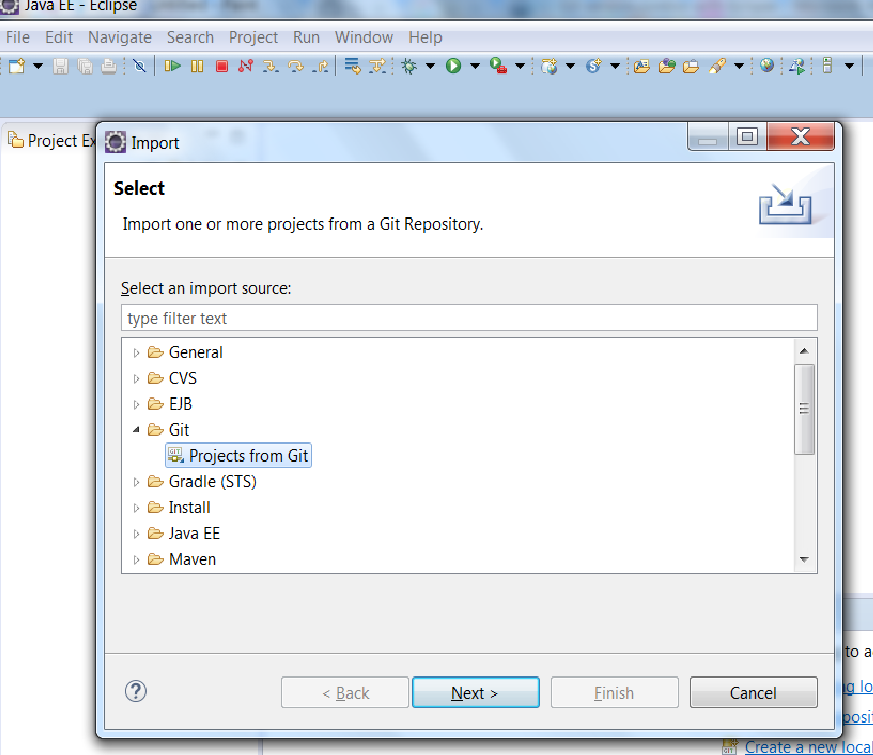 Java EE - Eclipse
File Edit Navigate Search Project Run Window Help
Project Ex
Import
Select
Import one or more projects from a Git Repository.
Select an import source:
type filter text
General
CVS
EJB
Git
Projects from Git
Gradle (STS)
Install
Java EE
Maven
< Back Next > Finish Cancel
to a
ng lo
posit
Create a new local